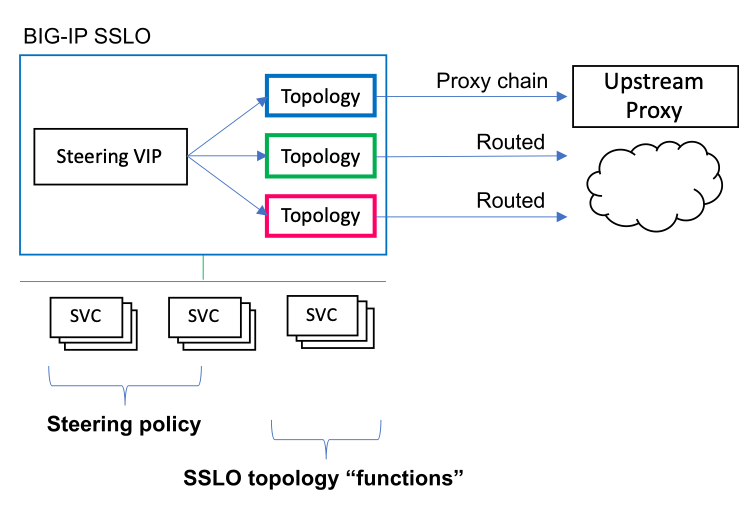 BIG-IP SSLO
Topology
Proxy chain
Upstream
Proxy
Steering VIP
Topology
Routed
Topology
Routed
SVC
SVC
SVC
Steering policy
SSLO topology “functions”